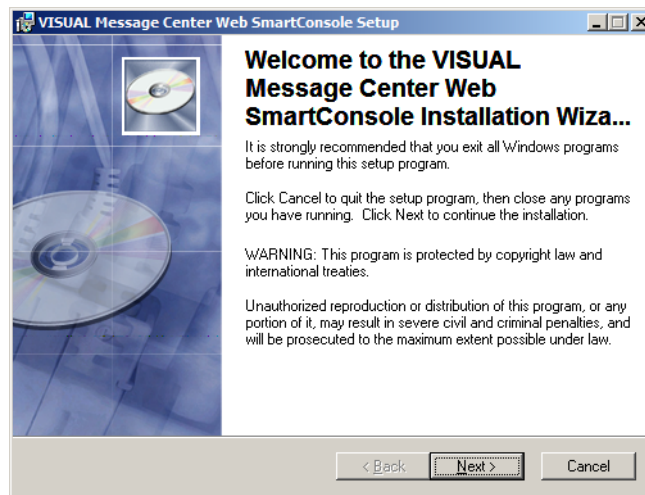 VISUAL Message Center Web SmartConsole Setup
Welcome to the VISUAL
Message Center Web
SmartConsole Installation Wiza...
It is strongly recommended that you exit all Windows programs
before running this setup program.
Click Cancel to quit the setup program, then close any programs
you have running. Click Next to continue the installation.
WARNING: This program is protected by copyright law and
international treaties.
Unauthorized reproduction or distribution of this program, or any
portion of it, may result in severe civil and criminal penalties, and
will be prosecuted to the maximum extent possible under law.
< Back Next > Cancel